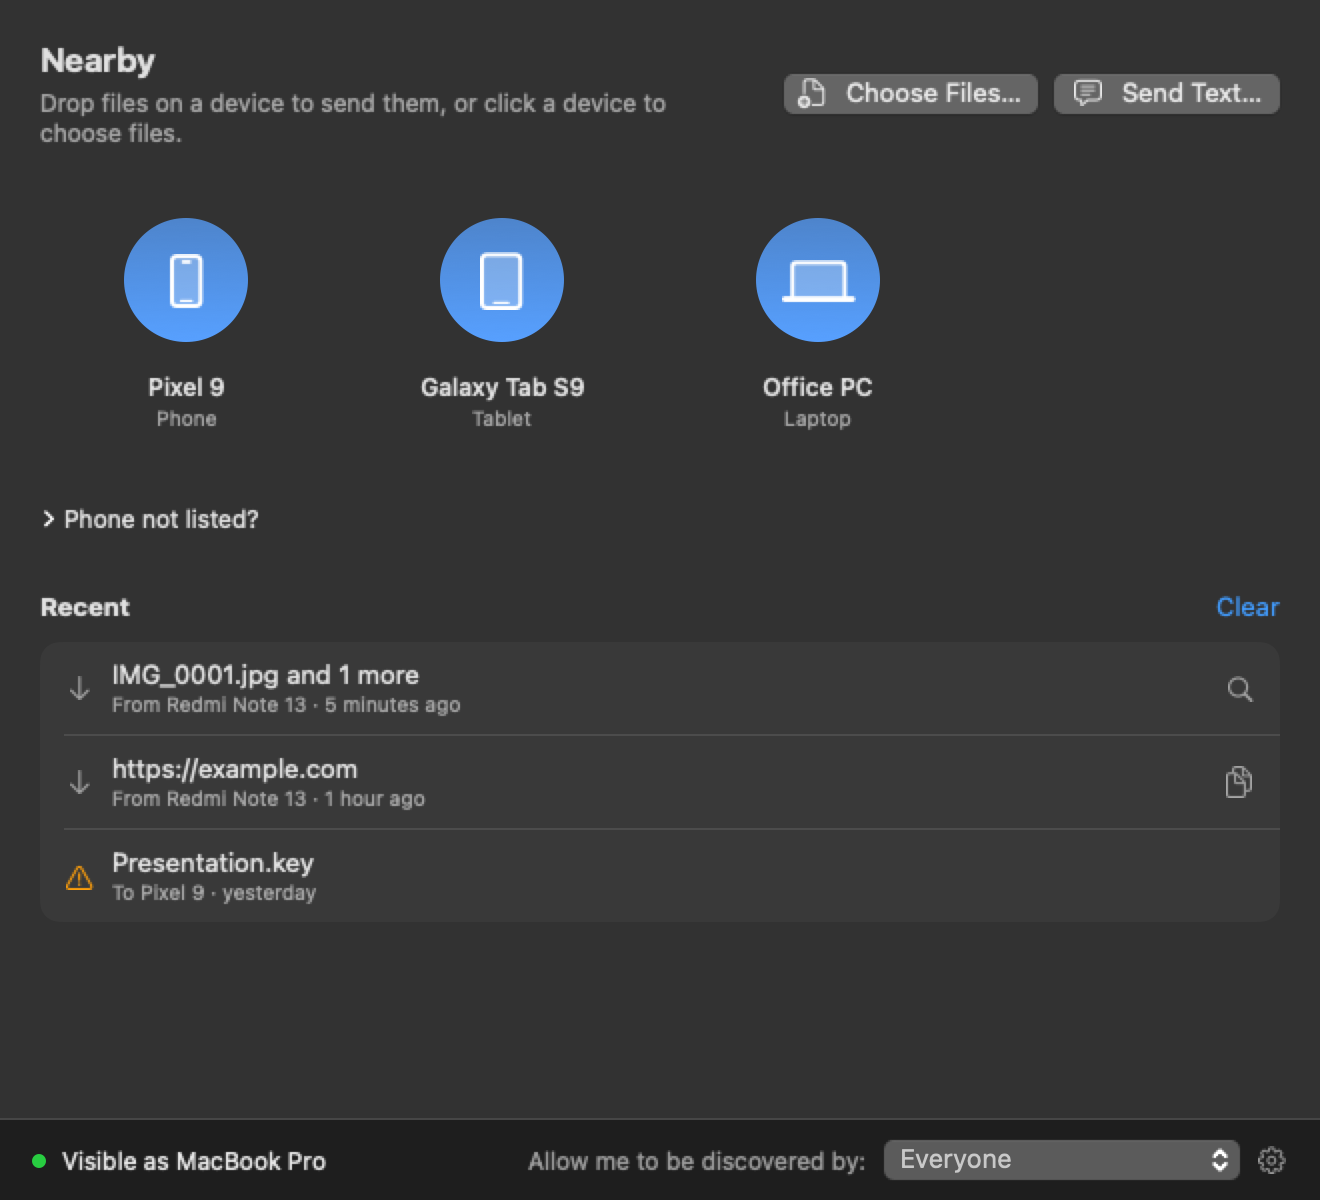 Nearby
Drop files on a device to send them, or click a device to
choose files.
Choose Files...
Send Text...
Pixel 9
Phone
Galaxy Tab S9
Tablet
Office PC
Laptop
Phone not listed?
Recent
Clear
IMG_0001.jpg and 1 more
From Redmi Note 13 · 5 minutes ago
https://example.com
From Redmi Note 13 · 1 hour ago
Presentation.key
To Pixel 9 · yesterday
Visible as MacBook Pro
Allow me to be discovered by:
Everyone